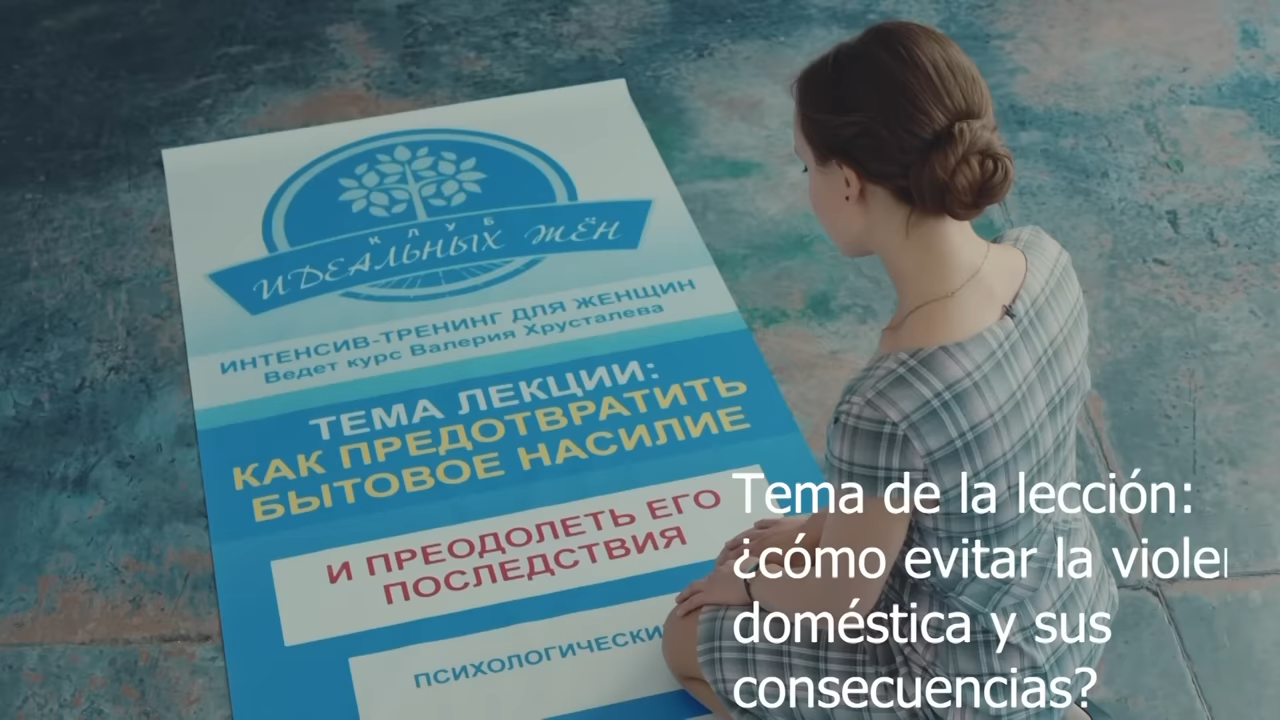 КЛУБ
ИДЕАЛЬНЫХ ЖЁН
ИНТЕНСИВ-ТРЕНИНГ ДЛЯ ЖЕНЩИН
Ведет курс Валерия Хрусталева
ТЕМА ЛЕКЦИИ:
КАК ПРЕДОТВРАТИТЬ
БЫТОВОЕ НАСИЛИЕ
И ПРЕОДОЛЕТЬ ЕГО
ПОСЛЕДСТВИЯ
Tema de la lección:
¿cómo evitar la
doméstica y sus
consecuencias?